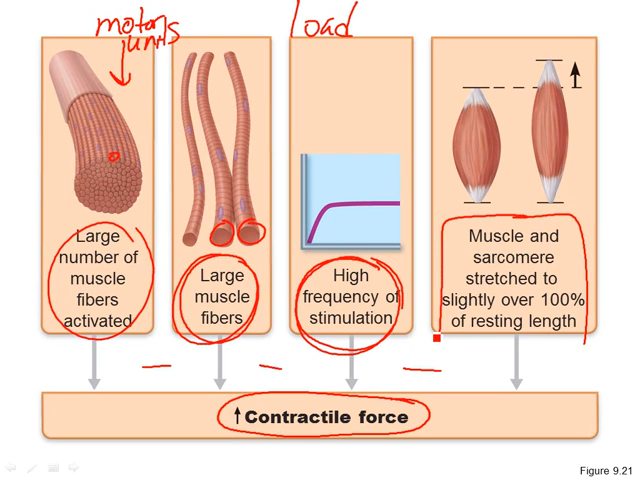 motor units
load
Large
number of
muscle
fibers
activated
Large
muscle
fibers
High
frequency of
stimulation
Muscle and
sarcomere
stretched to
slightly over 100%
of resting length
↑ Contractile force
Figure 9.21